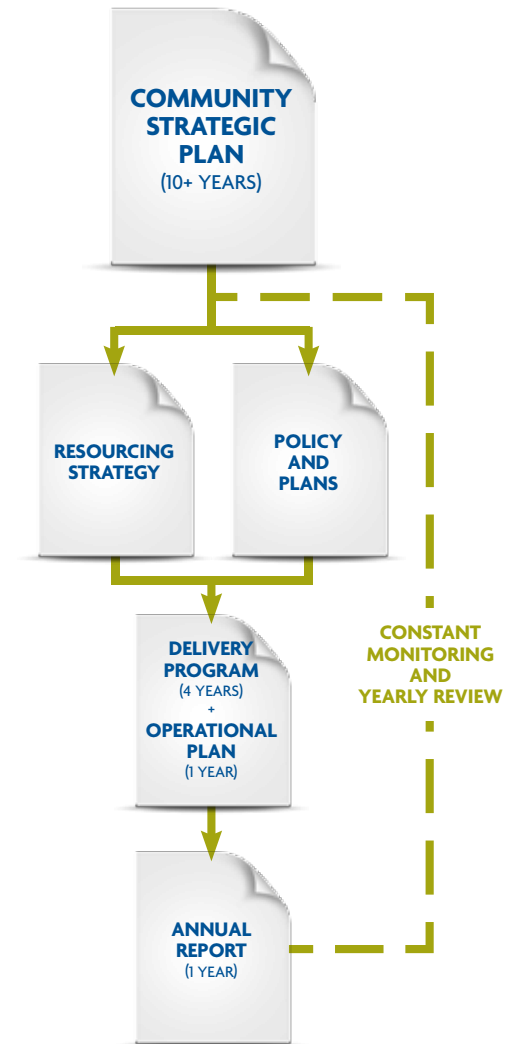 COMMUNITY
STRATEGIC
PLAN
(10+ YEARS)
RESOURCING
STRATEGY
POLICY
AND
PLANS
DELIVERY
PROGRAM
(4 YEARS)
+
OPERATIONAL
PLAN
(1 YEAR)
CONSTANT
MONITORING
AND
YEARLY REVIEW
ANNUAL
REPORT
(1 YEAR)